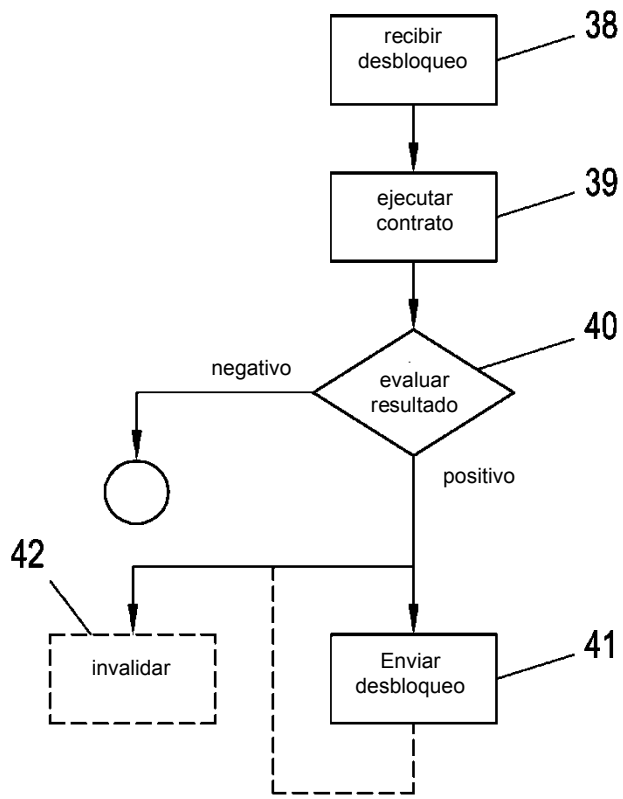 38
recibir
desbloqueo
39
ejecutar
contrato
40
negativo
evaluar
resultado
positivo
42
invalidar
41
Enviar
desbloqueo